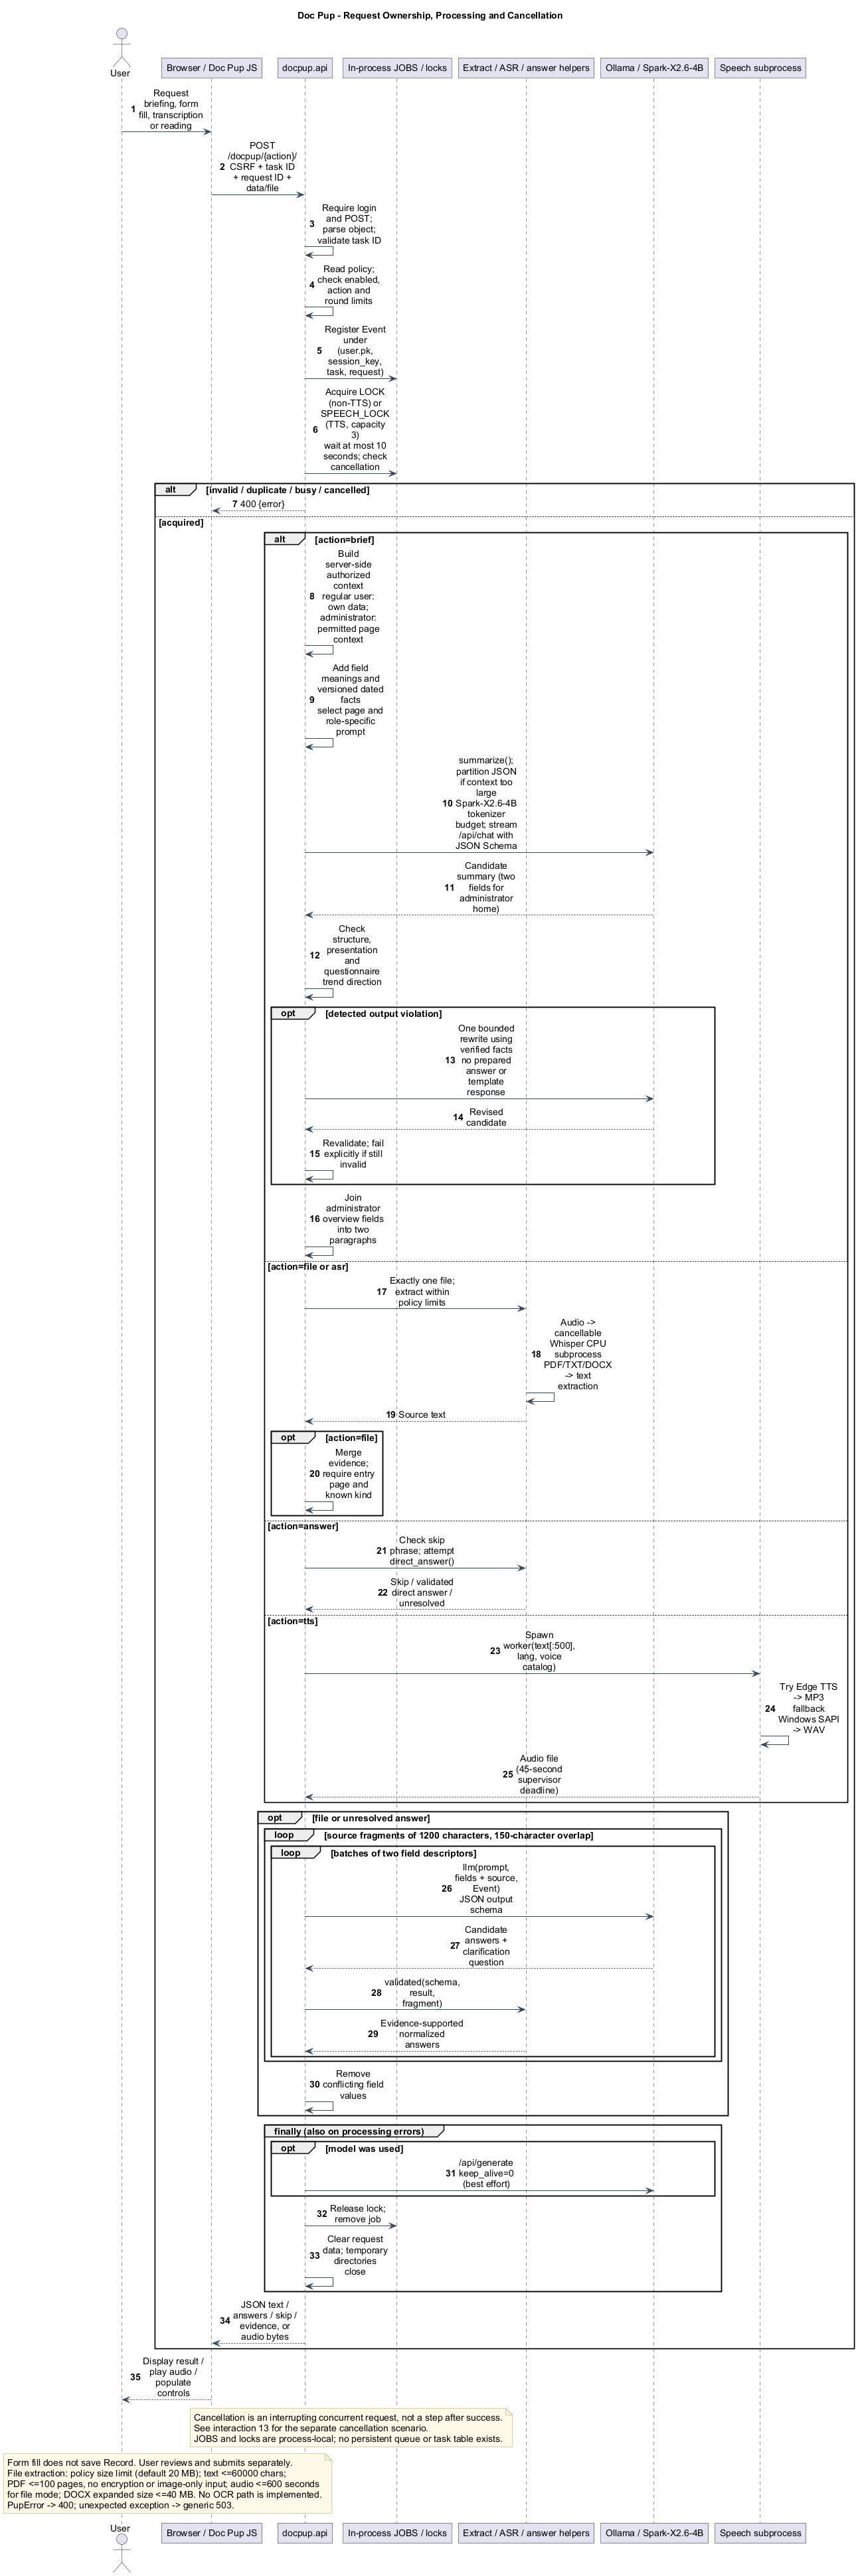 Doc Pup - Request Ownership, Processing and Cancellation
User
Browser / Doc Pup JS
docpup.api
In-process JOBS / locks
Extract / ASR / answer helpers
Ollama / Spark-X2.6-4B
Speech subprocess
1 Request
briefing, form
fill, transcription
or reading
2 POST
/docpup/{action}/
CSRF + task ID
+ request ID +
data/file
3 Require login
and POST;
parse object;
validate task ID
4 Read policy;
check enabled,
action and
round limits
5 Register Event
under
(user.pk,
session_key,
task, request)
6 Acquire LOCK
(non-TTS) or
SPEECH_LOCK
(TTS, capacity
3)
wait at most 10
seconds; check
cancellation
alt [invalid / duplicate / busy / cancelled]
7 400 {error}
[acquired]
alt [action=brief]
8 Build
server-side
authorized
context
regular user:
own data;
administrator:
permitted page
context
9 Add field
meanings and
versioned dated
facts
select page and
role-specific
prompt
10 summarize();
partition JSON
if context too
large
Spark-X2.6-4B
tokenizer
budget; stream
/api/chat with
JSON Schema
11 Candidate
summary (two
fields for
administrator
home)
12 Check
structure,
presentation
and
questionnaire
trend direction
opt [detected output violation]
13 One bounded
rewrite using
verified facts
no prepared
answer or
template
response
14 Revised
candidate
15 Revalidate; fail
explicitly if still
invalid
16 Join
administrator
overview fields
into two
paragraphs
[action=file or asr]
17 Exactly one file;
extract within
policy limits
18 Audio ->
cancellable
Whisper CPU
subprocess
PDF/TXT/DOCX
-> text
extraction
19 Source text
opt [action=file]
20 Merge
evidence;
require entry
page and
known kind
[action=answer]
21 Check skip
phrase; attempt
direct_answer()
22 Skip / validated
direct answer /
unresolved
[action=tts]
23 Spawn
worker(text[:500],
lang, voice
catalog)
24 Try Edge TTS
-> MP3
fallback
Windows SAPI
-> WAV
25 Audio file
(45-second
supervisor
deadline)
opt [file or unresolved answer]
loop [source fragments of 1200 characters, 150-character overlap]
loop [batches of two field descriptors]
26 llm(prompt,
fields + source,
Event)
JSON output
schema
27 Candidate
answers +
clarification
question
28 validated(schema,
result,
fragment)
29 Evidence-supported
normalized
answers
30 Remove
conflicting field
values
finally (also on processing errors)
opt [model was used]
31 /api/generate
keep_alive=0
(best effort)
32 Release lock;
remove job
33 Clear request
data; temporary
directories
close
34 JSON text /
answers / skip /
evidence, or
audio bytes
35 Display result /
play audio /
populate
controls
Cancellation is an interrupting concurrent request, not a step after success.
See interaction 13 for the separate cancellation scenario.
JOBS and locks are process-local; no persistent queue or task table exists.
Form fill does not save Record. User reviews and submits separately.
File extraction: policy size limit (default 20 MB); text <=60000 chars;
PDF <=100 pages, no encryption or image-only input; audio <=600 seconds
for file mode; DOCX expanded size <=40 MB. No OCR path is implemented.
PupError -> 400; unexpected exception -> generic 503.
User
Browser / Doc Pup JS
docpup.api
In-process JOBS / locks
Extract / ASR / answer helpers
Ollama / Spark-X2.6-4B
Speech subprocess